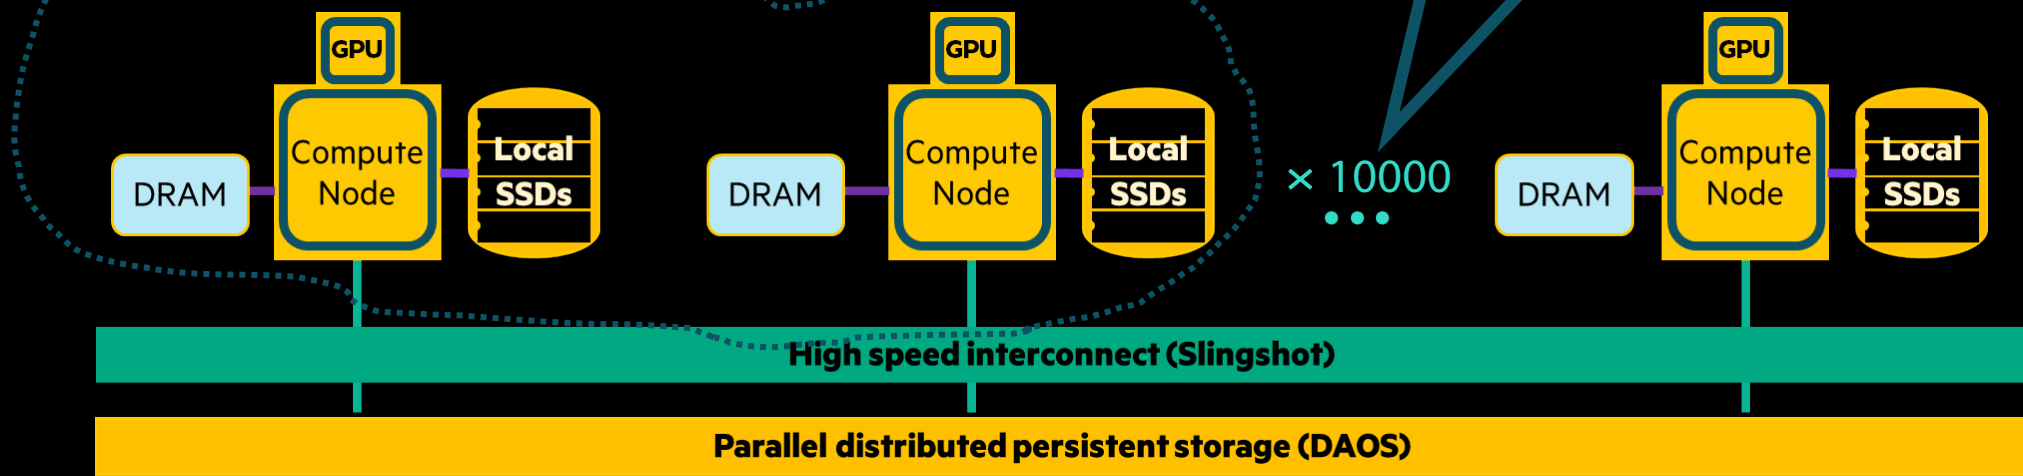 GPU
GPU
GPU
Compute
Node
Local
SSDs
DRAM
Compute
Node
Local
SSDs
DRAM
× 10000
...
Compute
Node
Local
SSDs
DRAM
High speed interconnect (Slingshot)
Parallel distributed persistent storage (DAOS)